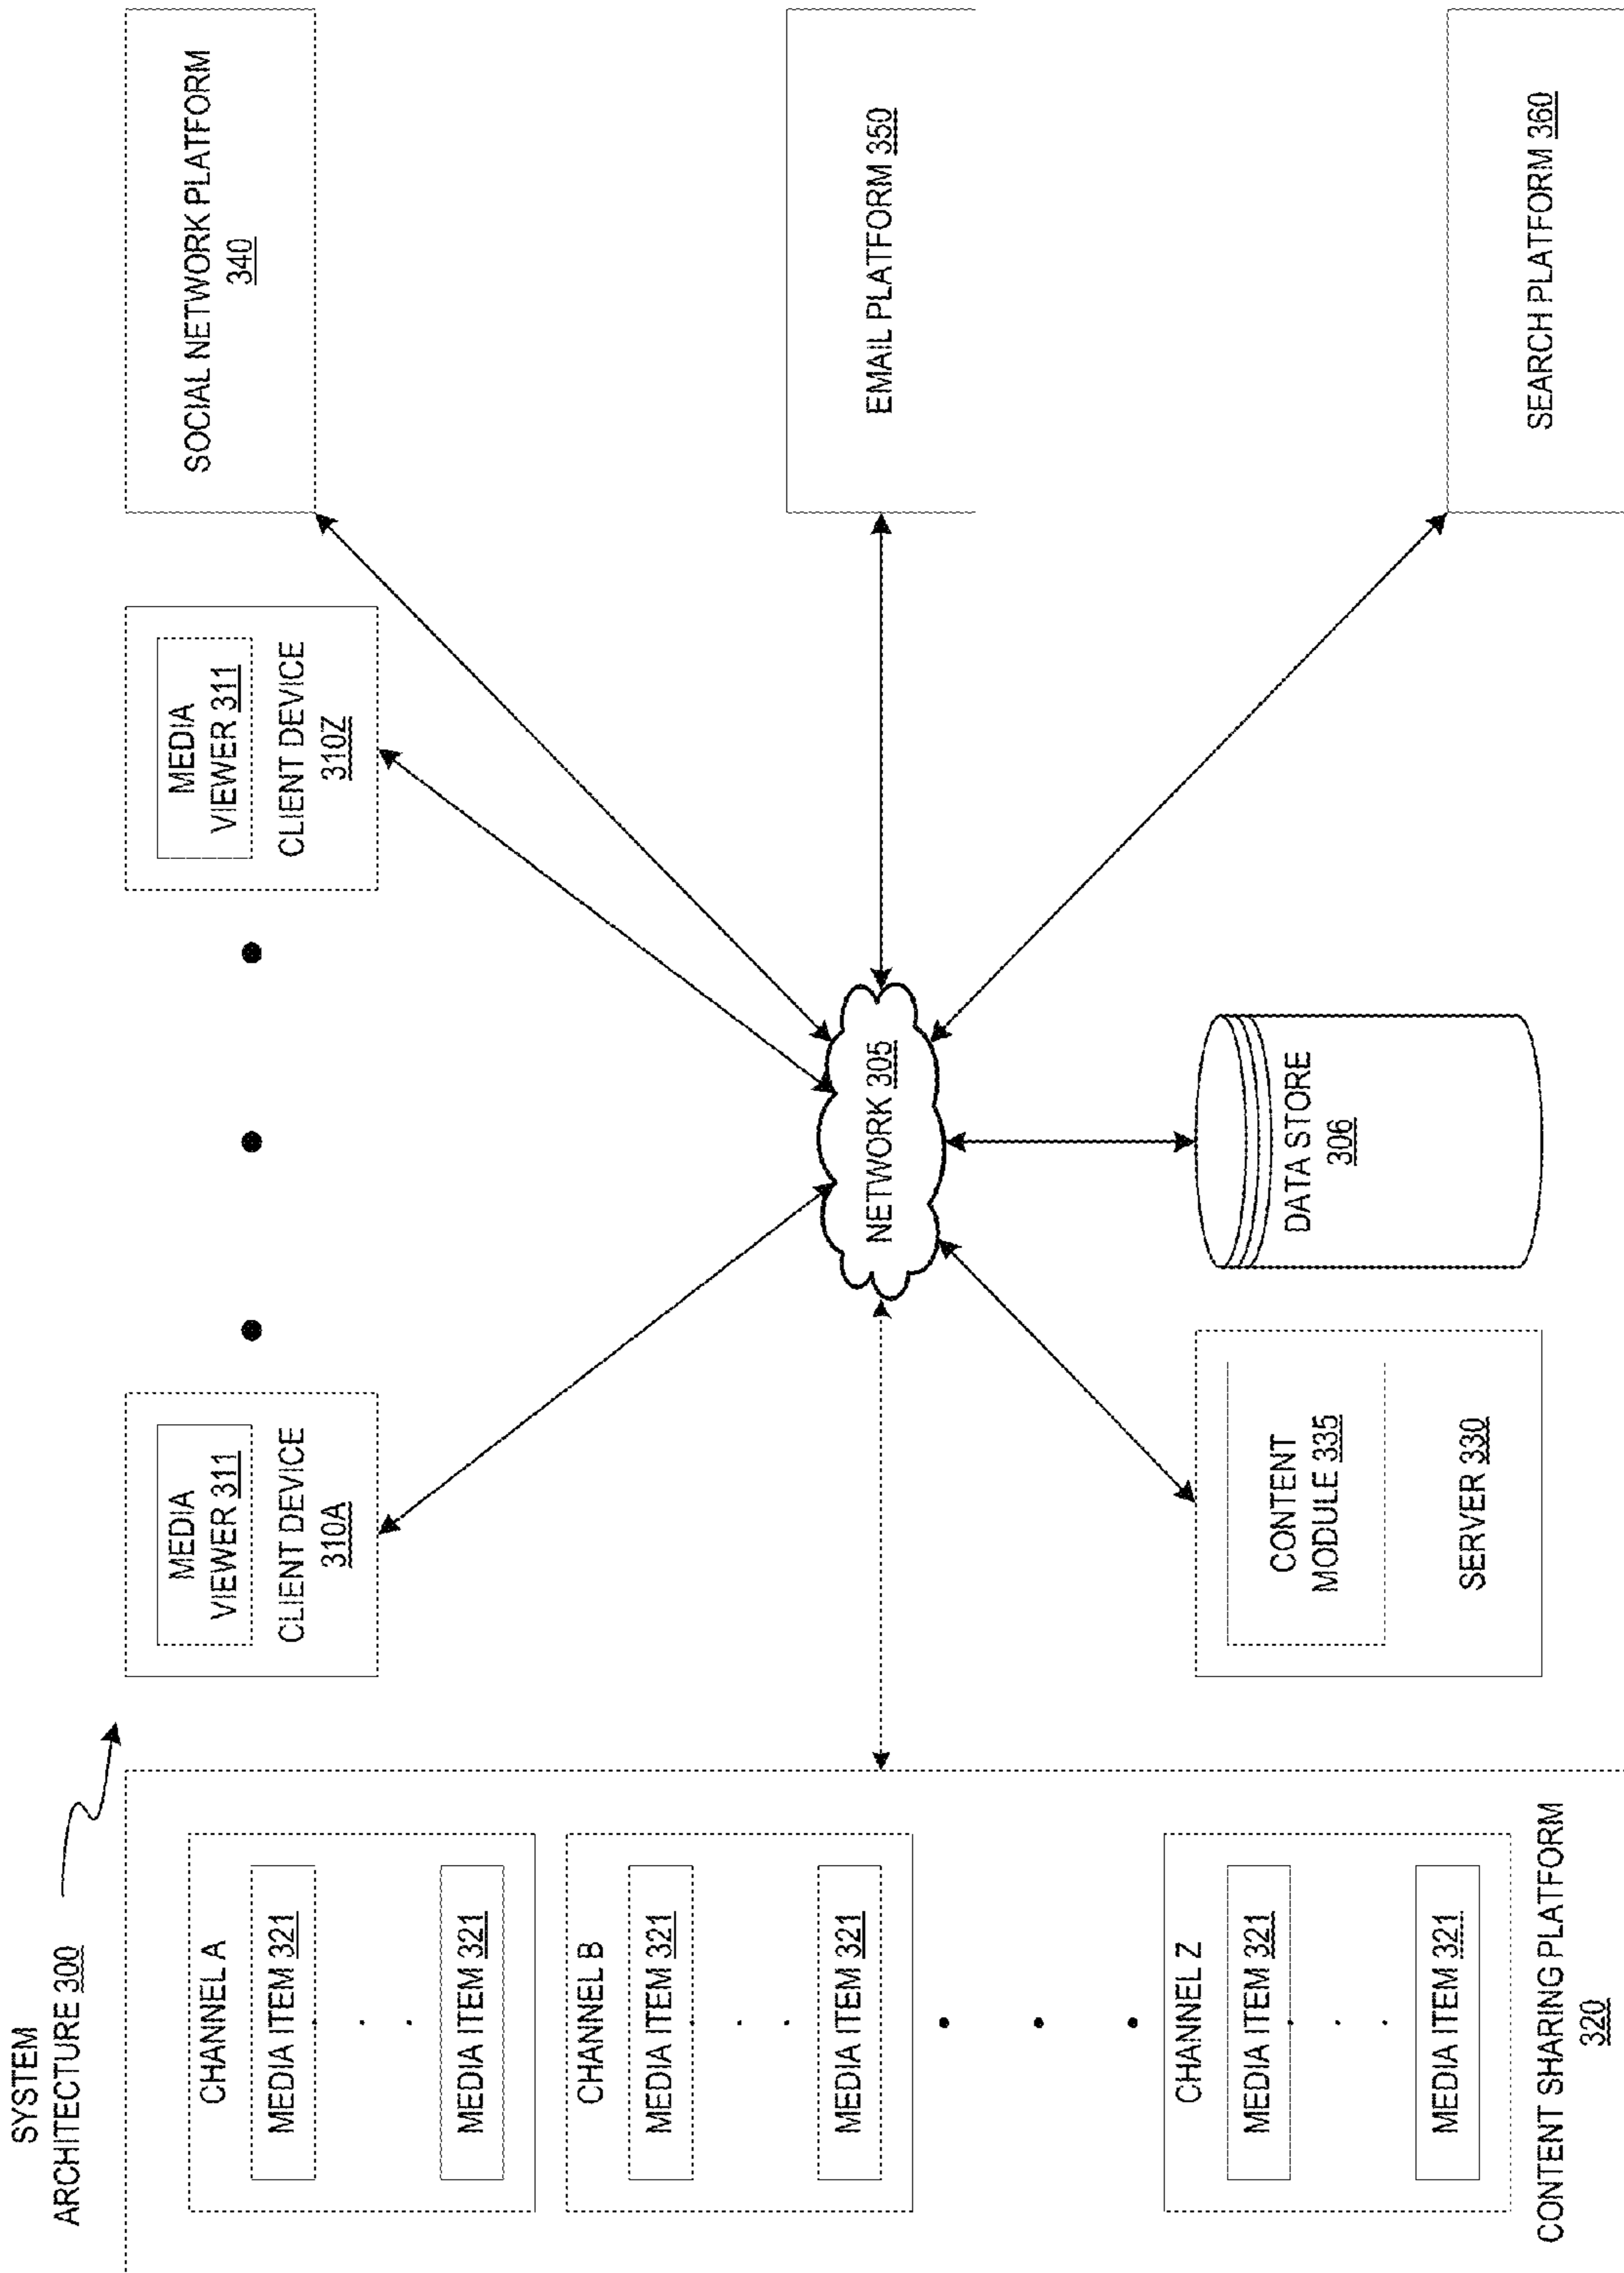 SYSTEM
ARCHITECTURE 300
CHANNEL A
MEDIA ITEM 321
MEDIA ITEM 321
CHANNEL B
MEDIA ITEM 321
MEDIA ITEM 321
CHANNEL Z
MEDIA ITEM 321
MEDIA ITEM 321
CONTENT SHARING PLATFORM
320
MEDIA
VIEWER 311
CLIENT DEVICE
310A
MEDIA
VIEWER 311
CLIENT DEVICE
310Z
SOCIAL NETWORK PLATFORM
340
NETWORK 305
EMAIL PLATFORM 350
CONTENT
MODULE 335
SERVER 330
DATA STORE
306
SEARCH PLATFORM 360